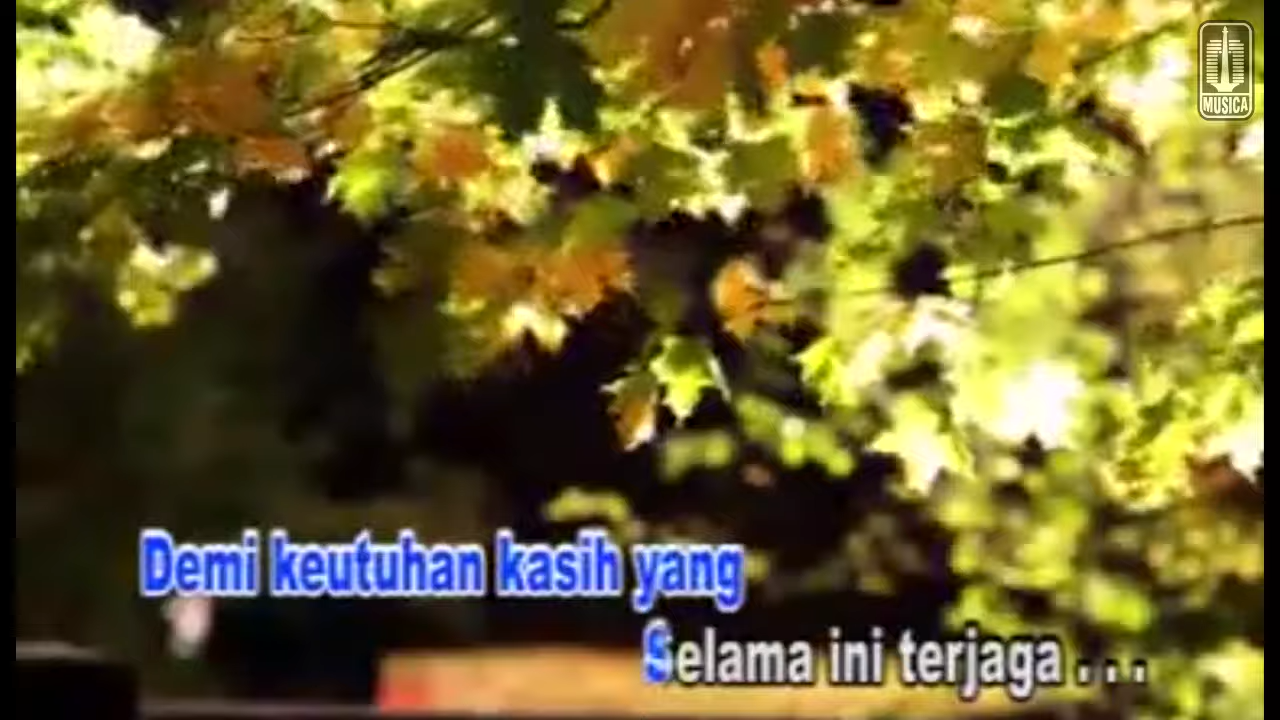 MUSICA
Demi keutuhan kasih yang
Selama ini terjaga . . .